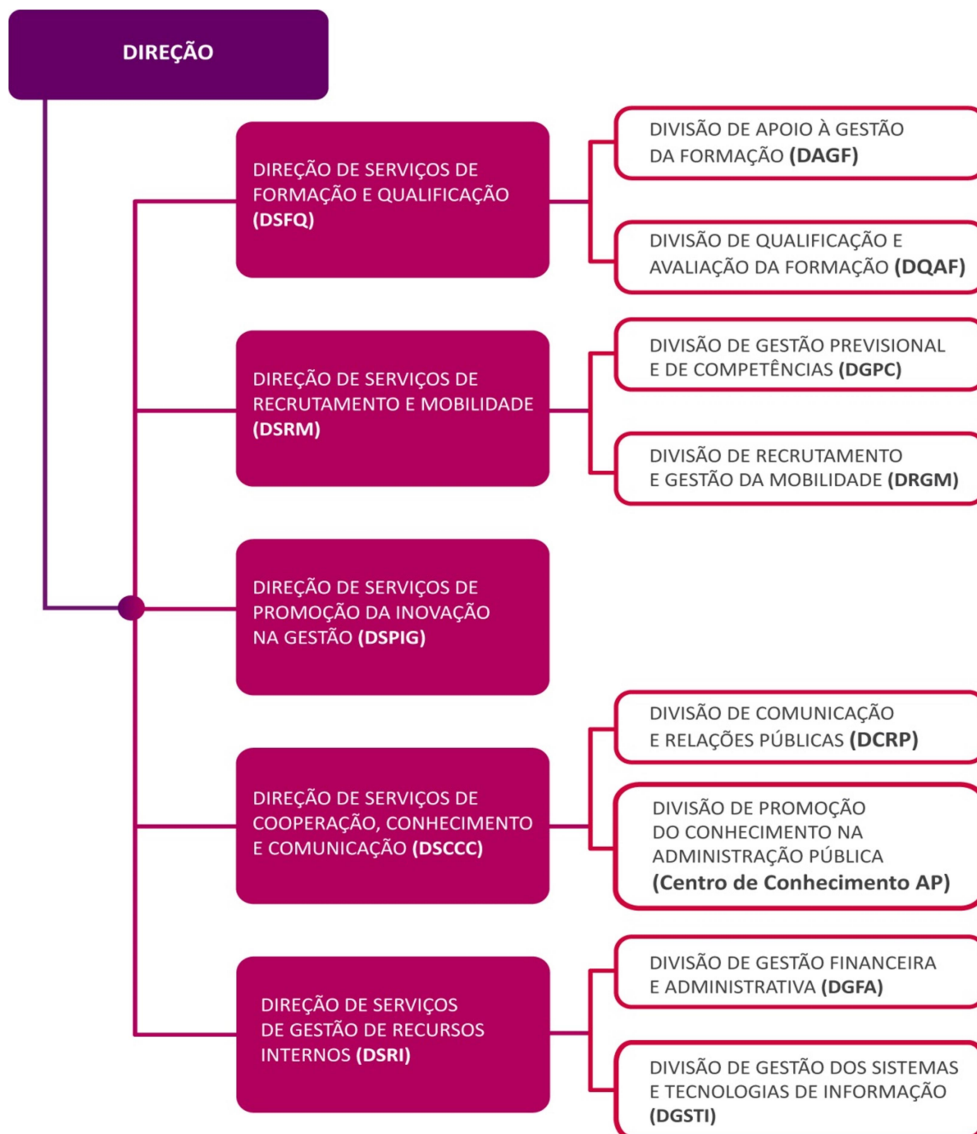 DIREÇÃO
DIREÇÃO DE SERVIÇOS DE
FORMAÇÃO E QUALIFICAÇÃO
(DSFQ)
DIVISÃO DE APOIO À GESTÃO
DA FORMAÇÃO (DAGF)
DIVISÃO DE QUALIFICAÇÃO E
AVALIAÇÃO DA FORMAÇÃO (DQAF)
DIREÇÃO DE SERVIÇOS DE
RECRUTAMENTO E MOBILIDADE
(DSRM)
DIVISÃO DE GESTÃO PREVISIONAL
E DE COMPETÊNCIAS (DGPC)
DIVISÃO DE RECRUTAMENTO
E GESTÃO DA MOBILIDADE (DRGM)
DIREÇÃO DE SERVIÇOS DE
PROMOÇÃO DA INOVAÇÃO
NA GESTÃO (DSPIG)
DIREÇÃO DE SERVIÇOS DE
COOPERAÇÃO, CONHECIMENTO
E COMUNICAÇÃO (DSCCC)
DIVISÃO DE COMUNICAÇÃO
E RELAÇÕES PÚBLICAS (DCRP)
DIVISÃO DE PROMOÇÃO
DO CONHECIMENTO NA
ADMINISTRAÇÃO PÚBLICA
(Centro de Conhecimento AP)
DIREÇÃO DE SERVIÇOS
DE GESTÃO DE RECURSOS
INTERNOS (DSRI)
DIVISÃO DE GESTÃO FINANCEIRA
E ADMINISTRATIVA (DGFA)
DIVISÃO DE GESTÃO DOS SISTEMAS
E TECNOLOGIAS DE INFORMAÇÃO
(DGSTI)